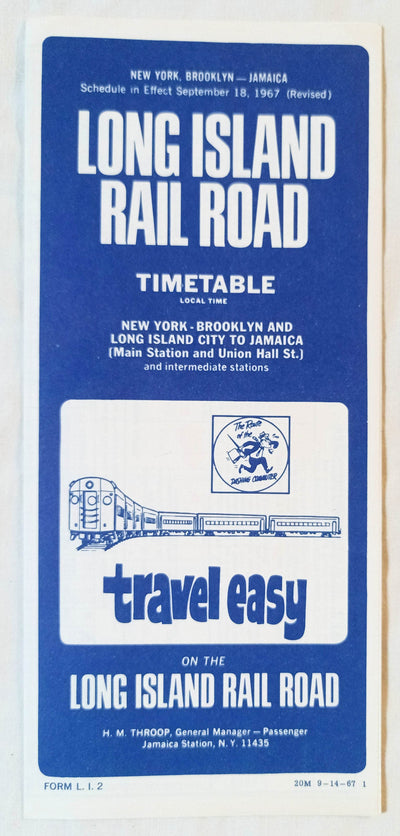 NEW YORK, BROOKLYN — JAMAICA
Schedule in Effect September 18, 1967 (Revised)
LONG ISLAND
RAIL ROAD
TIMETABLE
LOCAL TIME
NEW YORK - BROOKLYN AND
LONG ISLAND CITY TO JAMAICA
(Main Station and Union Hall St.)
and intermediate stations
The Route
of the
DASHING COMMUTER
travel easy
ON THE
LONG ISLAND RAIL ROAD
H. M. THROOP, General Manager — Passenger
Jamaica Station, N. Y. 11435
FORM L. I. 2
20M 9-14-67 1